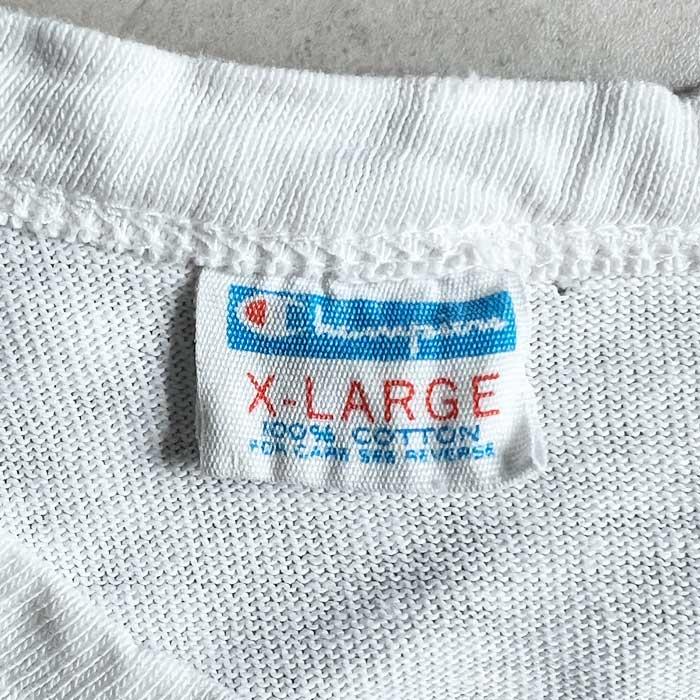 Champion
X-LARGE
100% COTTON
FOR CARE SEE REVERSE